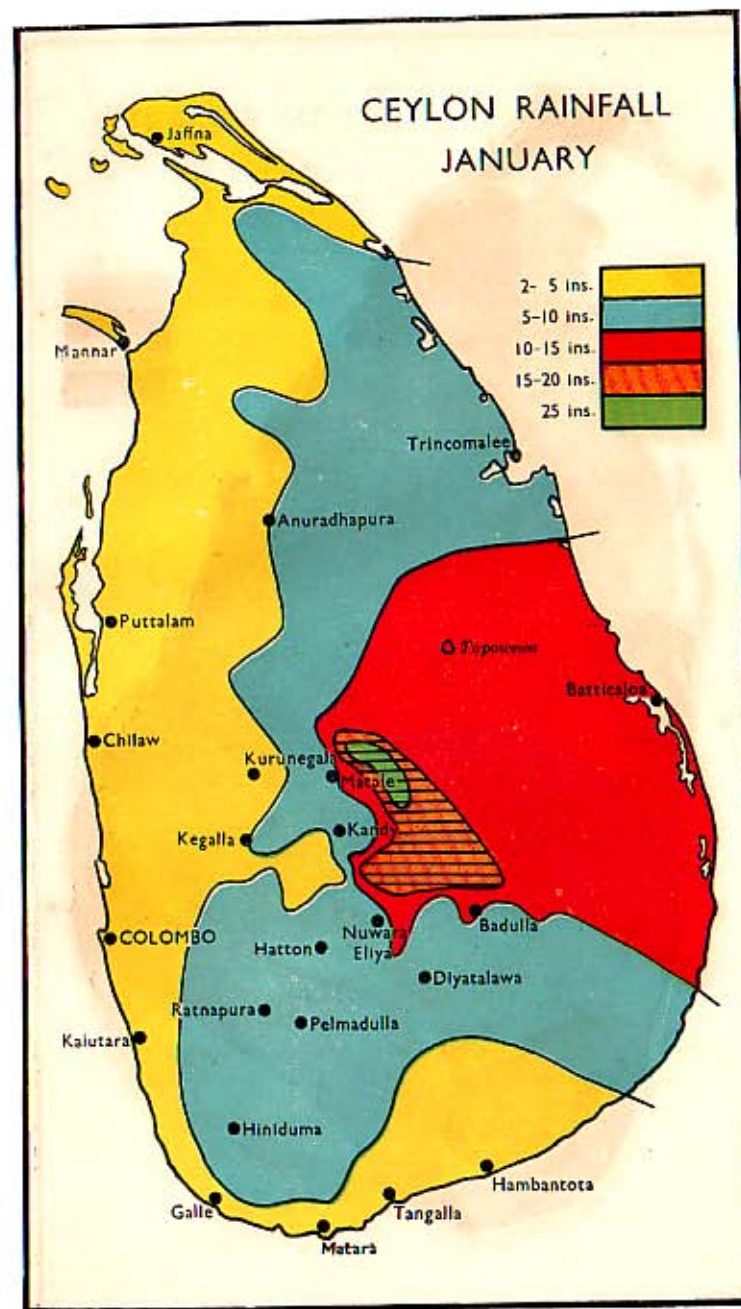 CEYLON RAINFALL
JANUARY
Jaffna
2- 5 ins.
5-10 ins.
10-15 ins.
15-20 ins.
25 ins.
Mannar
Trincomalee
Anuradhapura
Puttalam
Topowewa
Batticaloa
Chilaw
Kurunegala
Matale
Kegalla
Kandy
COLOMBO
Nuwara
Eliya
Badulla
Hatton
Diyatalawa
Ratnapura
Pelmadulla
Kalutara
Hiniduma
Hambantota
Galle
Tangalla
Matara